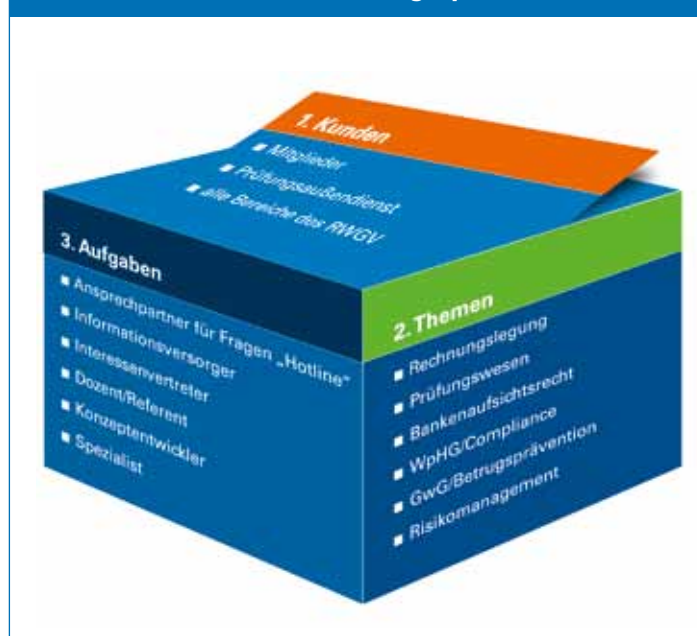 1. Kunden
■ Mitglieder
■ Prüfungsaußendienst
■ alle Bereiche des RWGV
3. Aufgaben
■ Ansprechpartner für Fragen „Hotline“
■ Informationsversorger
■ Interessenvertreter
■ Dozent/Referent
■ Konzeptentwickler
■ Spezialist
2. Themen
■ Rechnungslegung
■ Prüfungswesen
■ Bankenaufsichtsrecht
■ WpHG/Compliance
■ GwG/Betrugsprävention
■ Risikomanagement